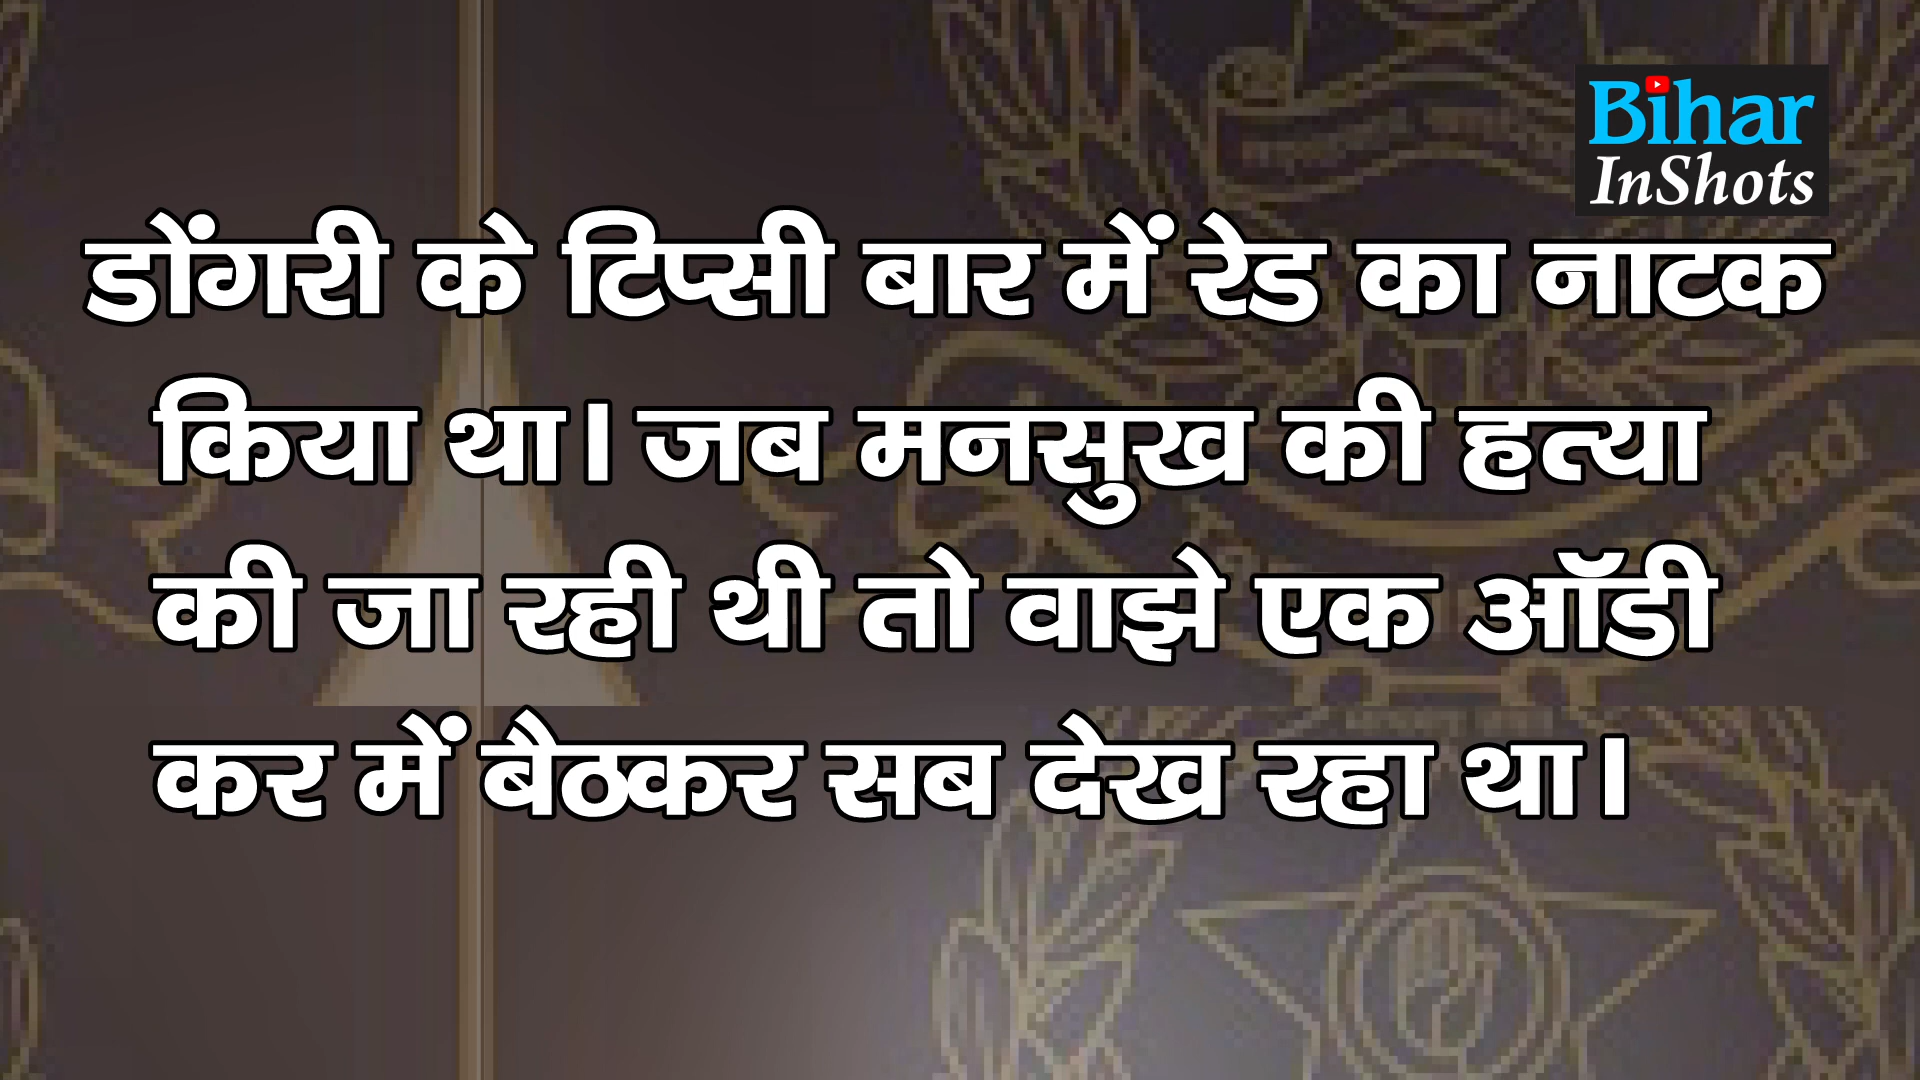 Bihar
InShots
डोंगरी के टिप्सी बार में रेड का नाटक
किया था। जब मनसुख की हत्या
की जा रही थी तो वाझे एक ऑडी
कर में बैठकर सब देख रहा था।